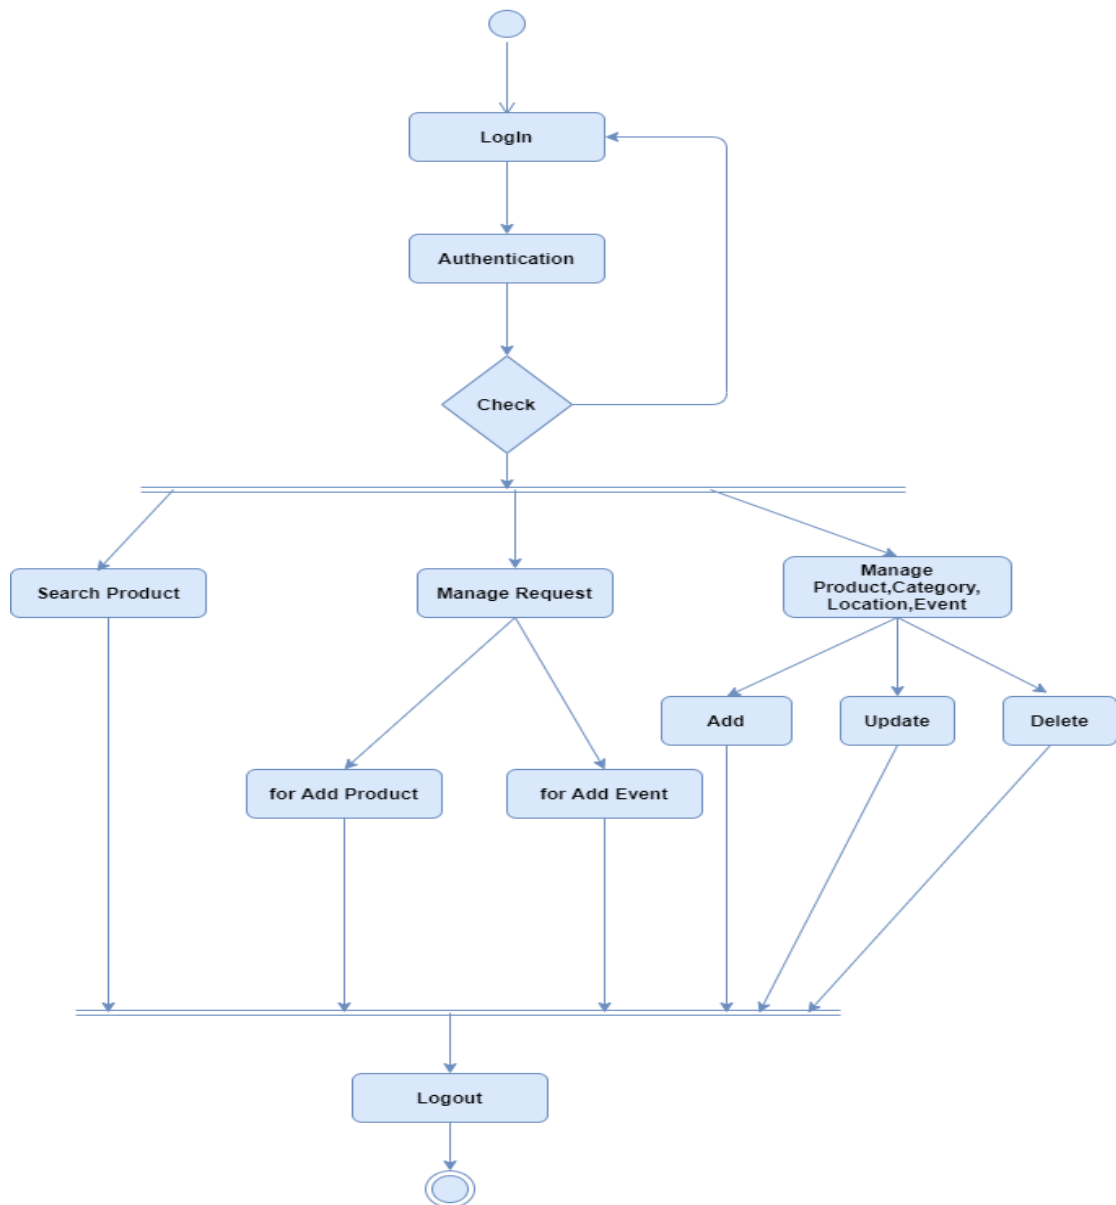 LogIn
Authentication
Check
Search Product
Manage Request
Manage
Product,Category,
Location,Event
Add
Update
Delete
for Add Product
for Add Event
Logout